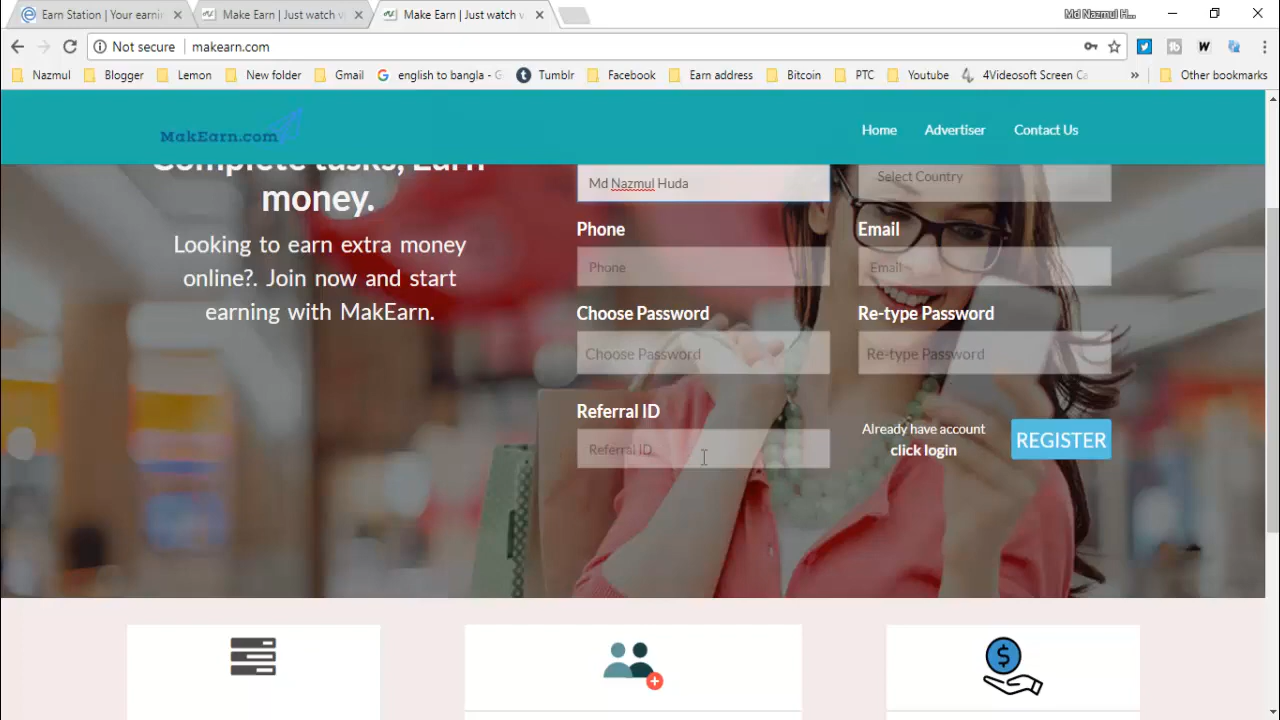 Earn Station | Your earnin
Make Earn | Just watch v
Make Earn | Just watch v
Md Nazmul H...
Not secure
makearn.com
Nazmul
Blogger
Lemon
New folder
Gmail
english to bangla - G
Tumblr
Facebook
Earn address
Bitcoin
PTC
Youtube
4Videosoft Screen Ca
»
Other bookmarks
MakEarn.com
Home
Advertiser
Contact Us
Complete tasks, Earn
money.
Looking to earn extra money
online?. Join now and start
earning with MakEarn.
Md Nazmul Huda
Select Country
Phone
Email
Phone
Email
Choose Password
Re-type Password
Choose Password
Re-type Password
Referral ID
Referral ID
Already have account
click login
REGISTER